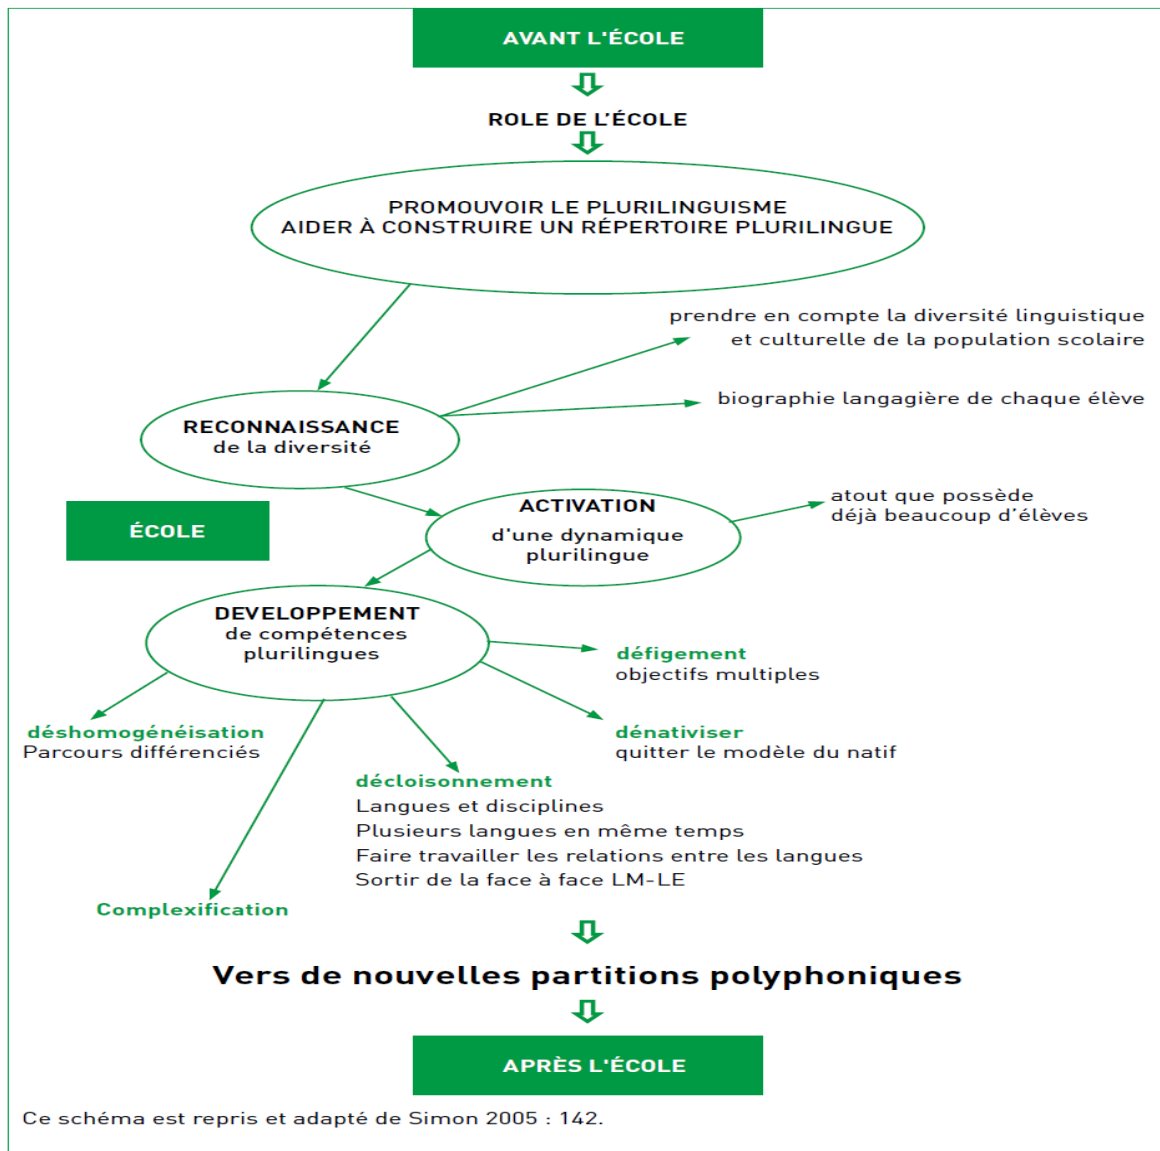 AVANT L'ÉCOLE
ROLE DE L’ÉCOLE
PROMOUVOIR LE PLURILINGUISME
AIDER À CONSTRUIRE UN RÉPERTOIRE PLURILINGUE
prendre en compte la diversité linguistique
et culturelle de la population scolaire
biographie langagière de chaque élève
RECONNAISSANCE
de la diversité
ACTIVATION
d'une dynamique
plurilingue
atout que possède
déjà beaucoup d’élèves
ÉCOLE
DEVELOPPEMENT
de compétences
plurilingues
défigement
objectifs multiples
déshomogénéisation
Parcours différenciés
dénativiser
quitter le modèle du natif
décloisonnement
Langues et disciplines
Plusieurs langues en même temps
Faire travailler les relations entre les langues
Sortir de la face à face LM-LE
Complexification
Vers de nouvelles partitions polyphoniques
APRÈS L'ÉCOLE
Ce schéma est repris et adapté de Simon 2005 : 142.